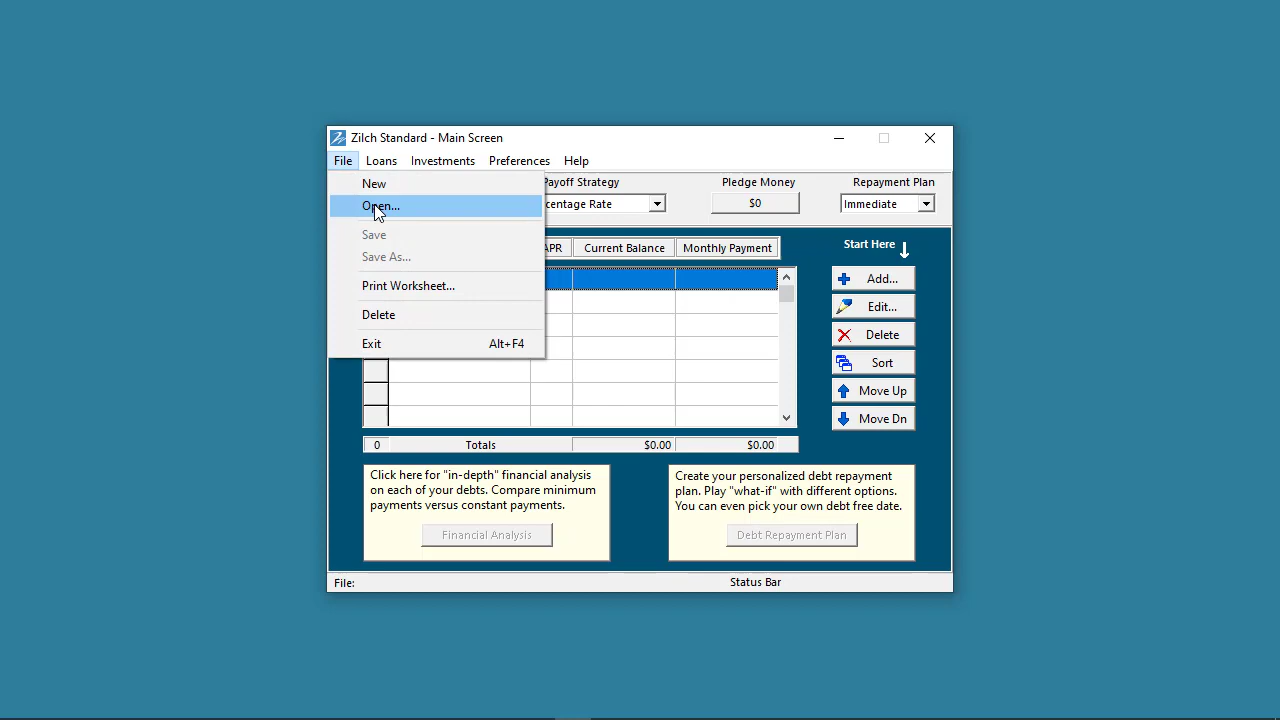 Zilch Standard - Main Screen
File Loans Investments Preferences Help
New
Open...
Save
Save As...
Print Worksheet...
Delete
Exit Alt+F4
Payoff Strategy Pledge Money Repayment Plan
centage Rate $0 Immediate
APR Current Balance Monthly Payment
Start Here
Add...
Edit...
Delete
Sort
Move Up
Move Dn
0 Totals $0.00 $0.00
Click here for "in-depth" financial analysis
on each of your debts. Compare minimum
payments versus constant payments.
Financial Analysis
Create your personalized debt repayment
plan. Play "what-if" with different options.
You can even pick your own debt free date.
Debt Repayment Plan
File: Status Bar